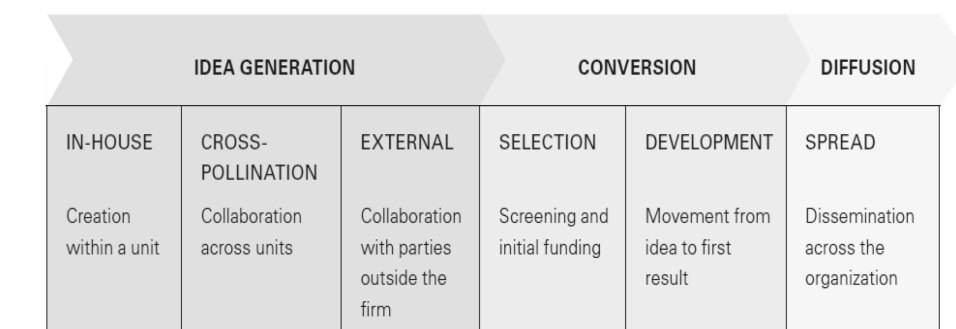 IDEA GENERATION
CONVERSION
DIFFUSION
IN-HOUSE
Creation
within a unit
CROSS-
POLLINATION
Collaboration
across units
EXTERNAL
Collaboration
with parties
outside the
firm
SELECTION
Screening and
initial funding
DEVELOPMENT
Movement from
idea to first
result
SPREAD
Dissemination
across the
organization